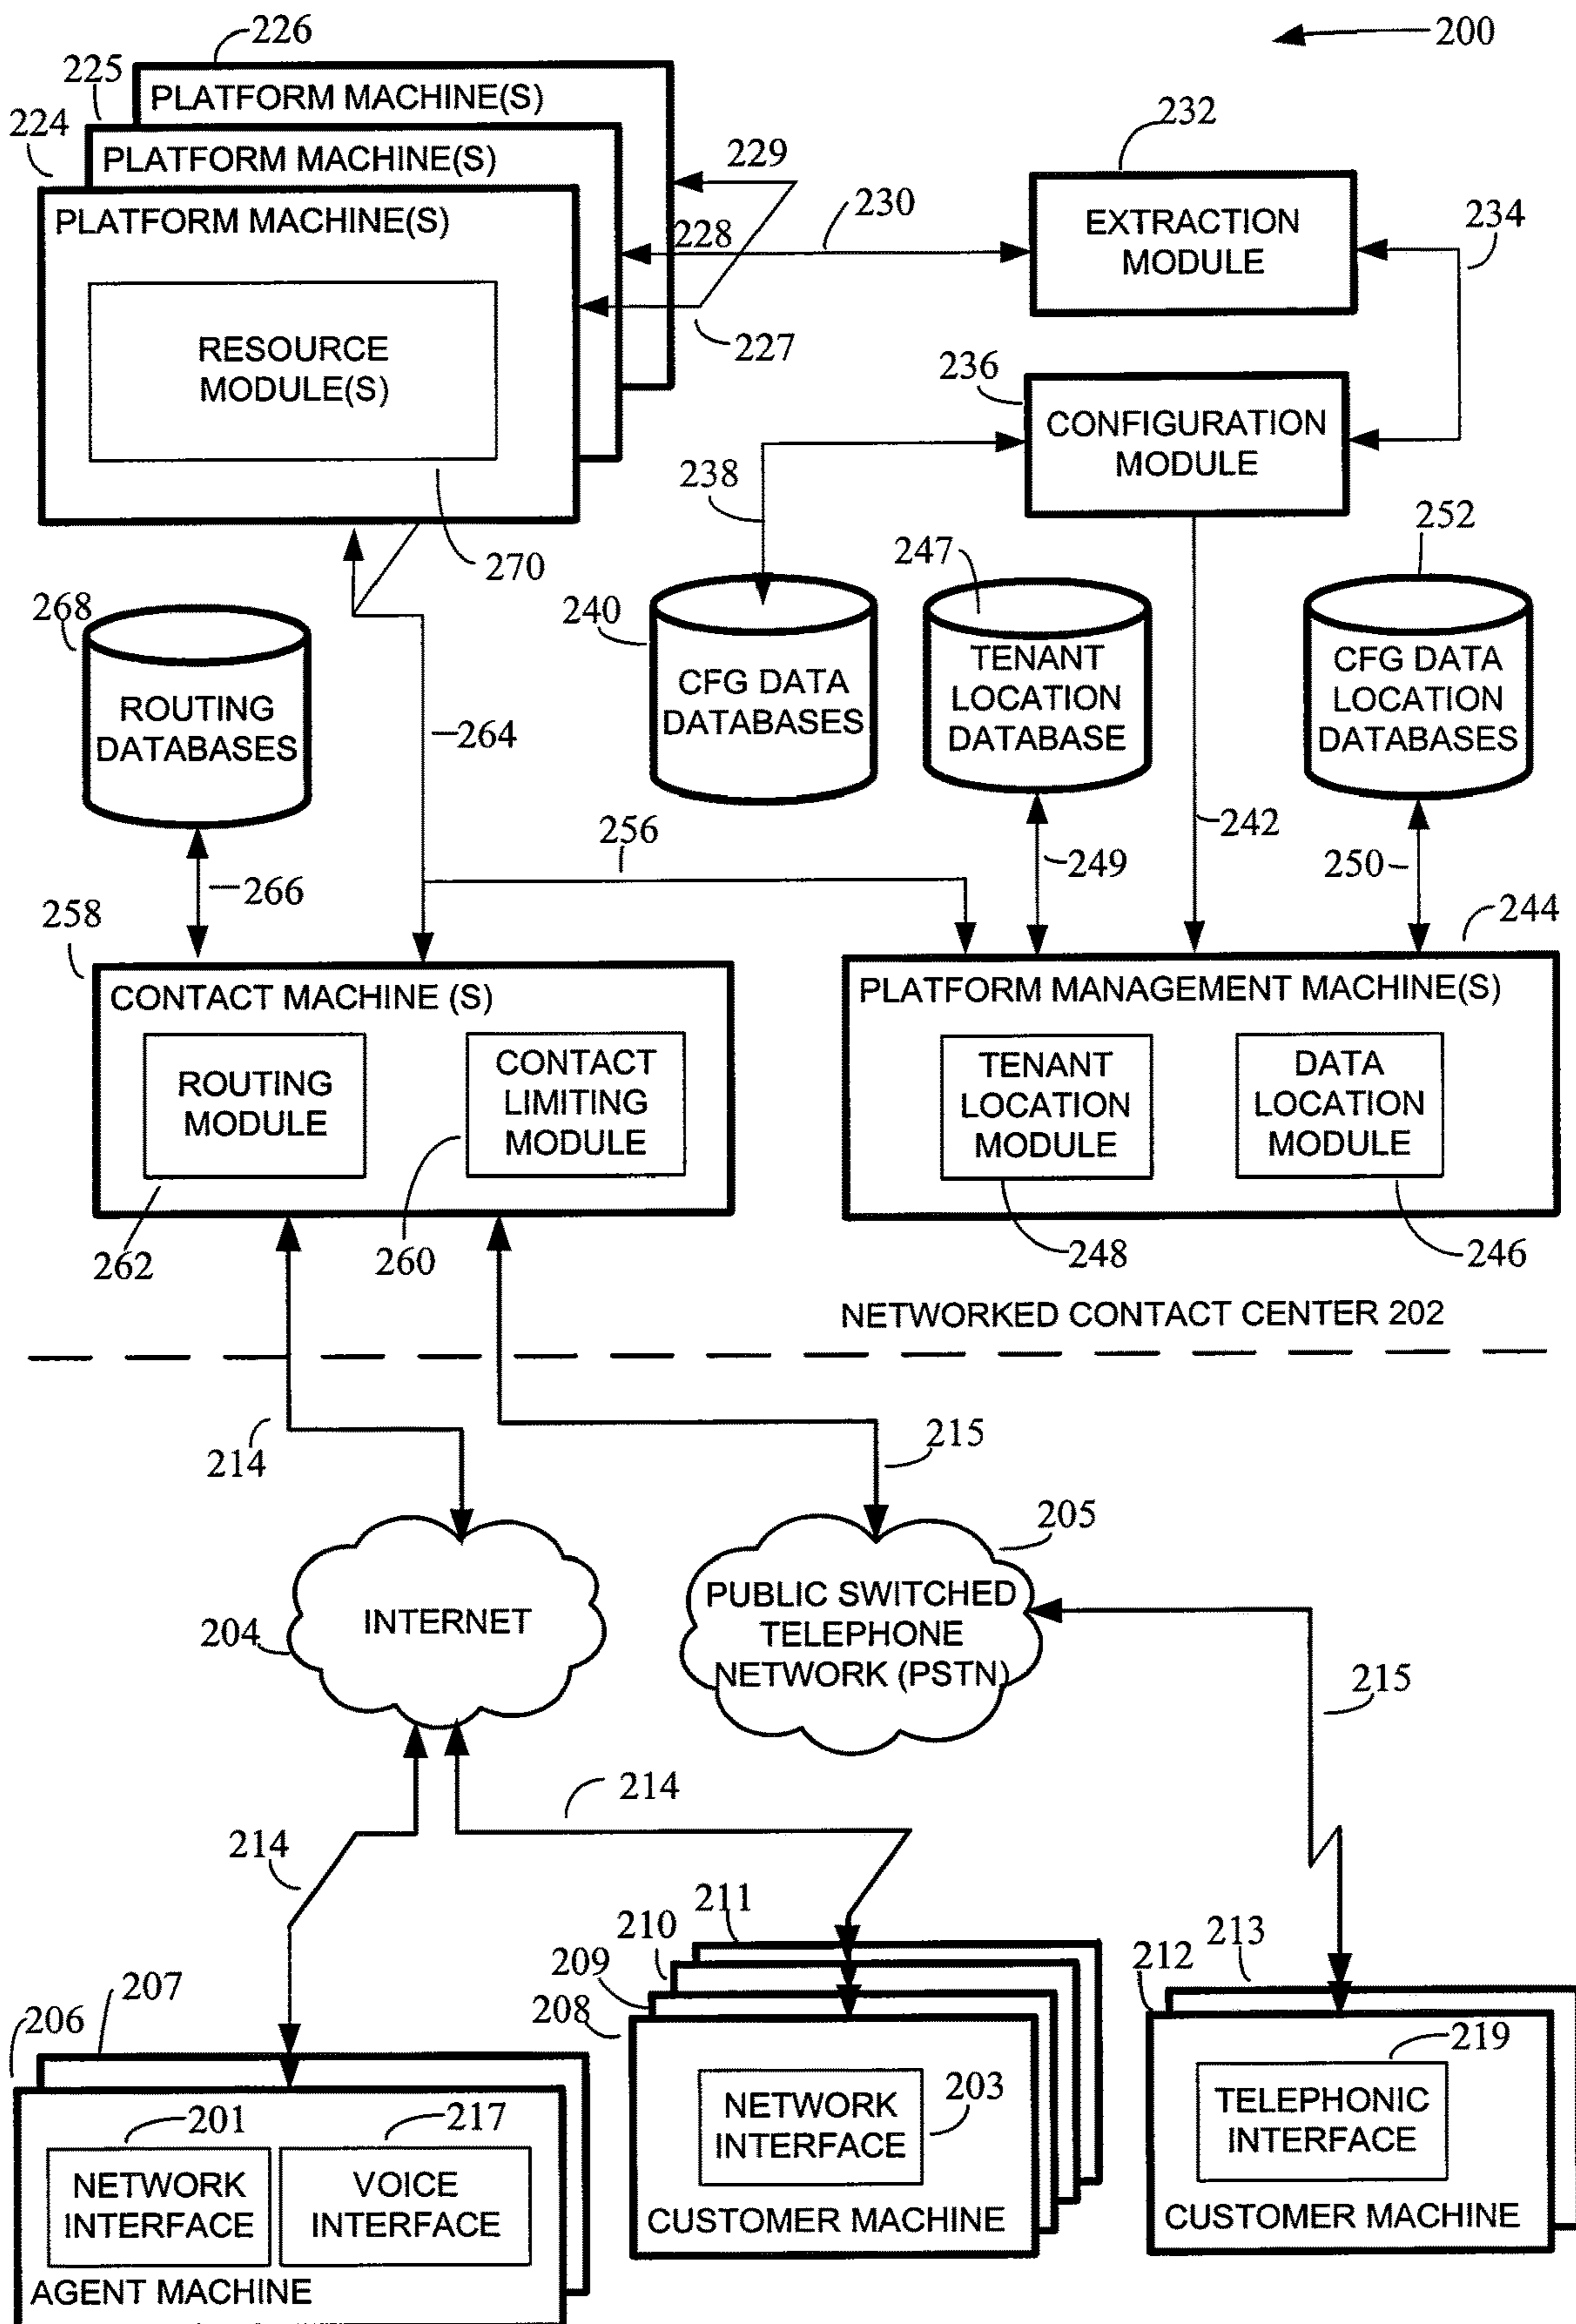 200
226
225
224
PLATFORM MACHINE(S)
PLATFORM MACHINE(S)
PLATFORM MACHINE(S)
RESOURCE
MODULE(S)
229
228
230
227
232
EXTRACTION
MODULE
234
236
CONFIGURATION
MODULE
238
270
268
ROUTING
DATABASES
240
CFG DATA
DATABASES
247
TENANT
LOCATION
DATABASE
252
CFG DATA
LOCATION
DATABASES
264
256
266
249
242
250
258
244
CONTACT MACHINE (S)
ROUTING
MODULE
CONTACT
LIMITING
MODULE
262
260
PLATFORM MANAGEMENT MACHINE(S)
TENANT
LOCATION
MODULE
DATA
LOCATION
MODULE
248
246
NETWORKED CONTACT CENTER 202
214
215
204
INTERNET
205
PUBLIC SWITCHED
TELEPHONE
NETWORK (PSTN)
215
214
214
207
206
201
217
NETWORK
INTERFACE
VOICE
INTERFACE
AGENT MACHINE
211
210
209
208
NETWORK
INTERFACE
203
CUSTOMER MACHINE
213
212
219
TELEPHONIC
INTERFACE
CUSTOMER MACHINE